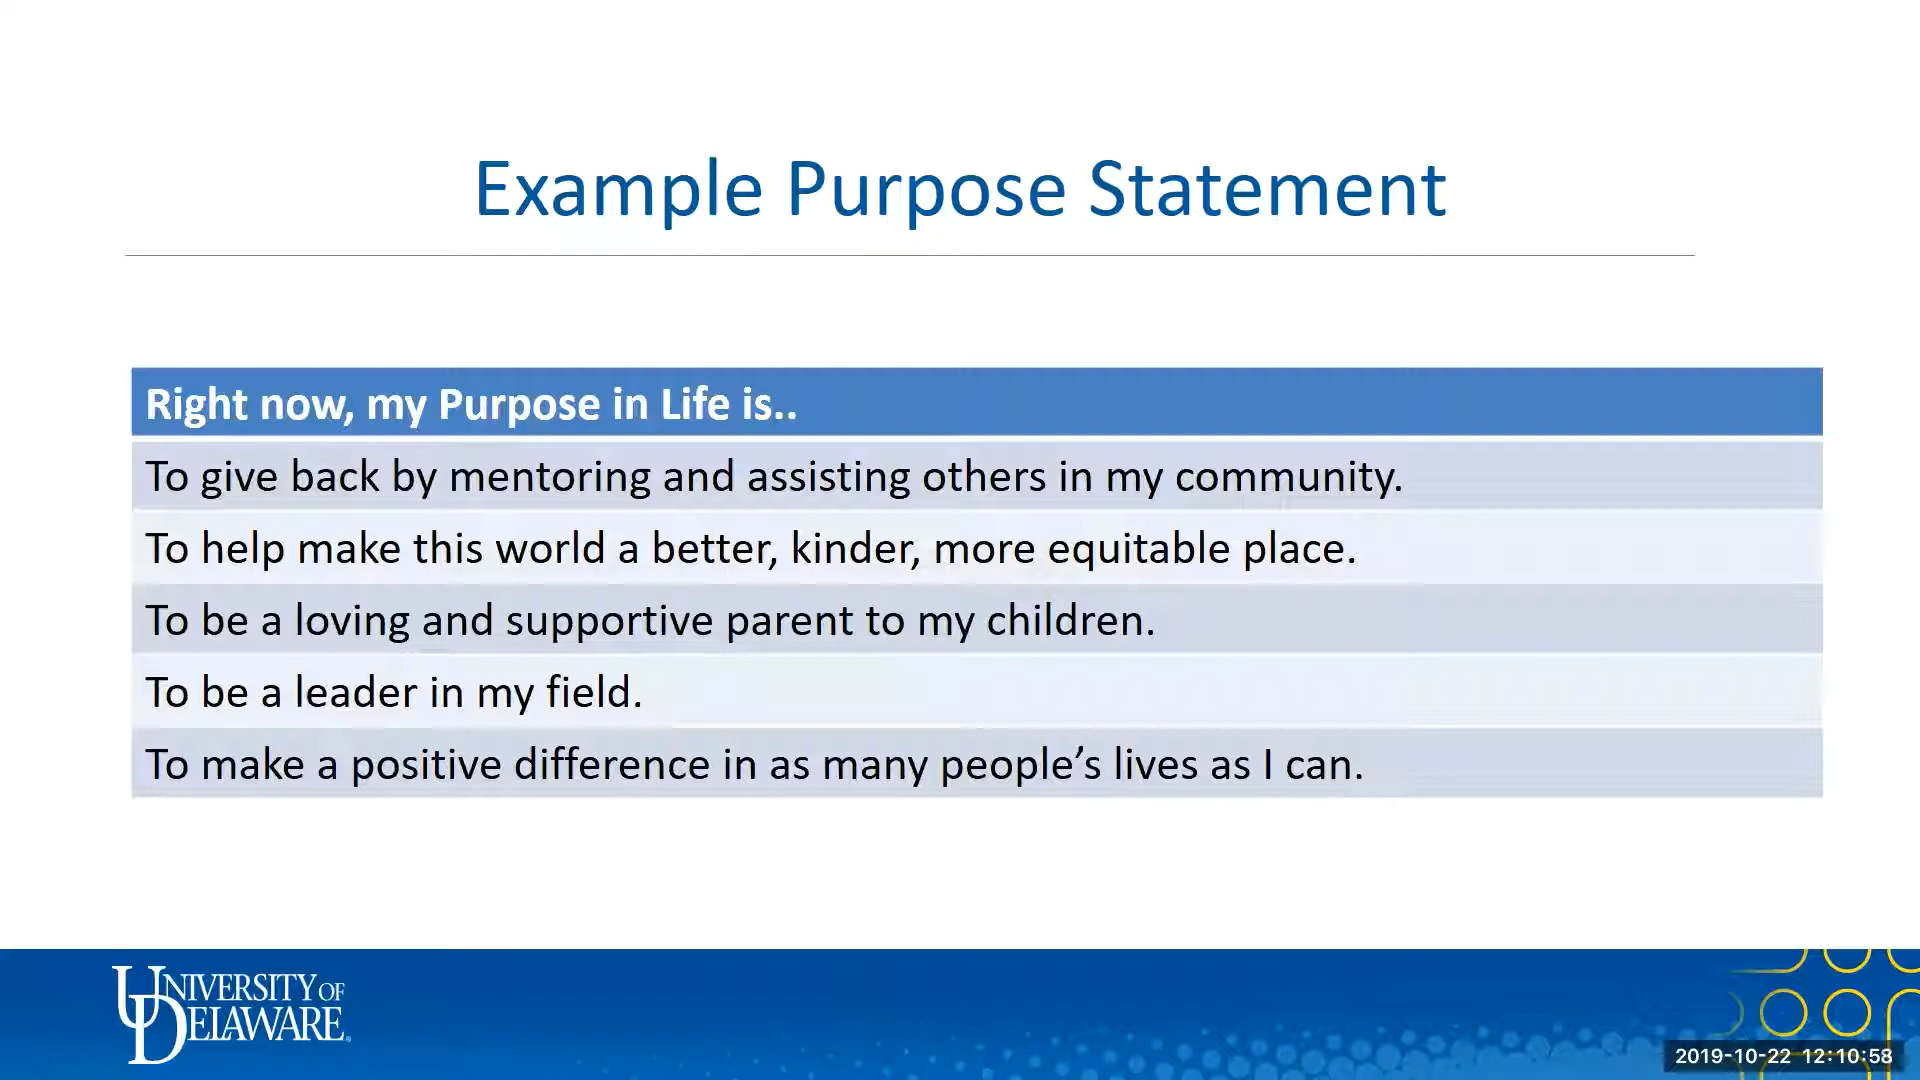 Example Purpose Statement
Right now, my Purpose in Life is..
To give back by mentoring and assisting others in my community.
To help make this world a better, kinder, more equitable place.
To be a loving and supportive parent to my children.
To be a leader in my field.
To make a positive difference in as many people’s lives as I can.
UNIVERSITY OF
DELAWARE
2019-10-22 12:10:58